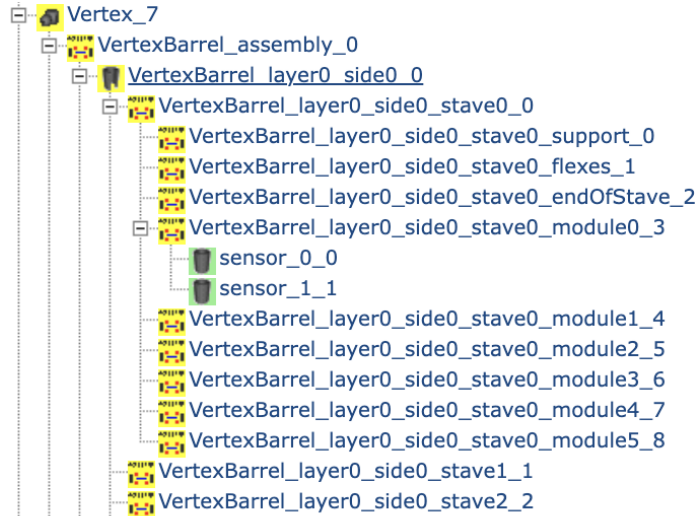 Vertex_7
VertexBarrel_assembly_0
VertexBarrel_layer0_side0_0
VertexBarrel_layer0_side0_stave0_0
VertexBarrel_layer0_side0_stave0_support_0
VertexBarrel_layer0_side0_stave0_flexes_1
VertexBarrel_layer0_side0_stave0_endOfStave_2
VertexBarrel_layer0_side0_stave0_module0_3
sensor_0_0
sensor_1_1
VertexBarrel_layer0_side0_stave0_module1_4
VertexBarrel_layer0_side0_stave0_module2_5
VertexBarrel_layer0_side0_stave0_module3_6
VertexBarrel_layer0_side0_stave0_module4_7
VertexBarrel_layer0_side0_stave0_module5_8
VertexBarrel_layer0_side0_stave1_1
VertexBarrel_layer0_side0_stave2_2